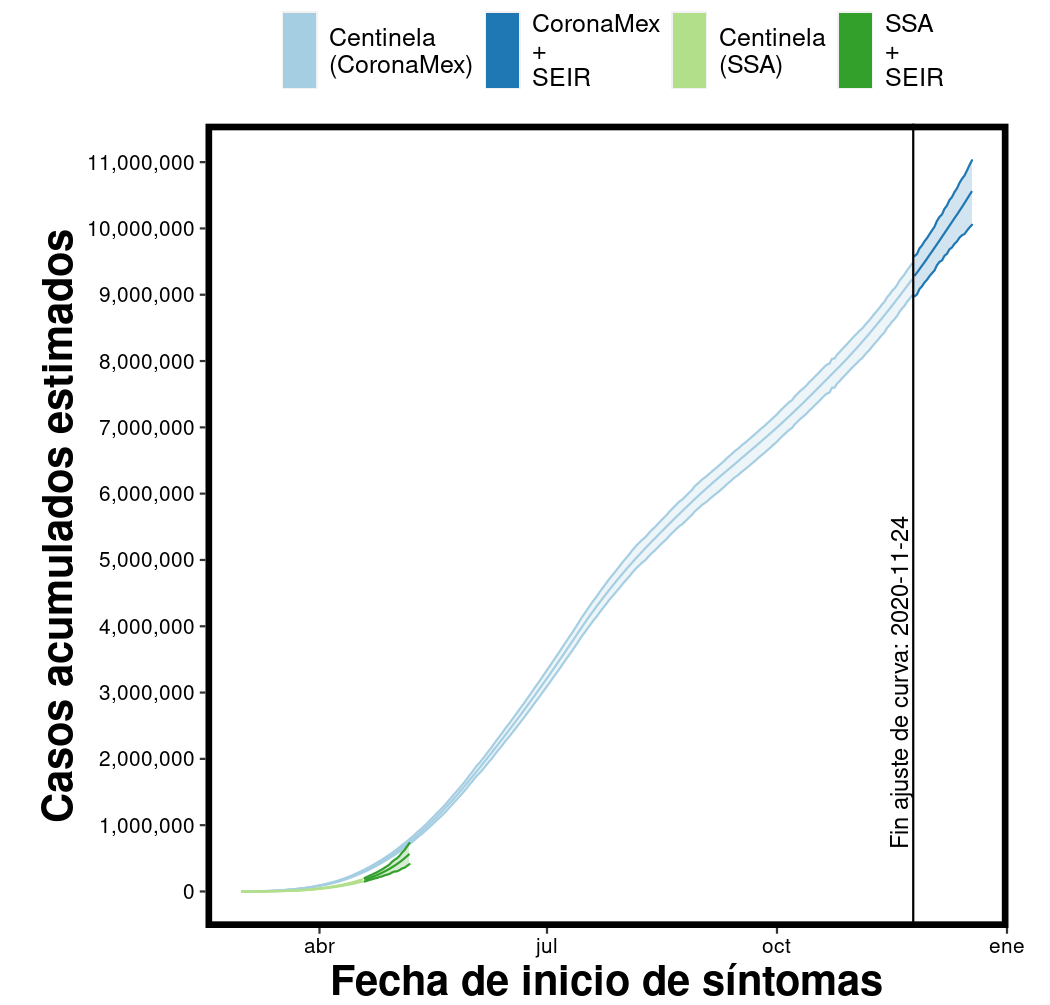 Centinela
(CoronaMex)
CoronaMex
+
SEIR
Centinela
(SSA)
SSA
+
SEIR
Casos acumulados estimados
11,000,000
10,000,000
9,000,000
8,000,000
7,000,000
6,000,000
5,000,000
4,000,000
3,000,000
2,000,000
1,000,000
0
Fin ajuste de curva: 2020-11-24
abr
jul
oct
ene
Fecha de inicio de síntomas